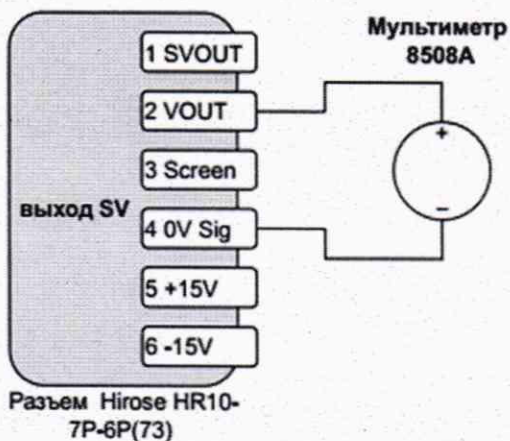 Мультиметр
8508A
1 SVOUT
2 VOUT
+
3 Screen
выход SV
4 0V Sig
–
5 +15V
6 -15V
Разъем Hirose HR10-
7P-6P(73)